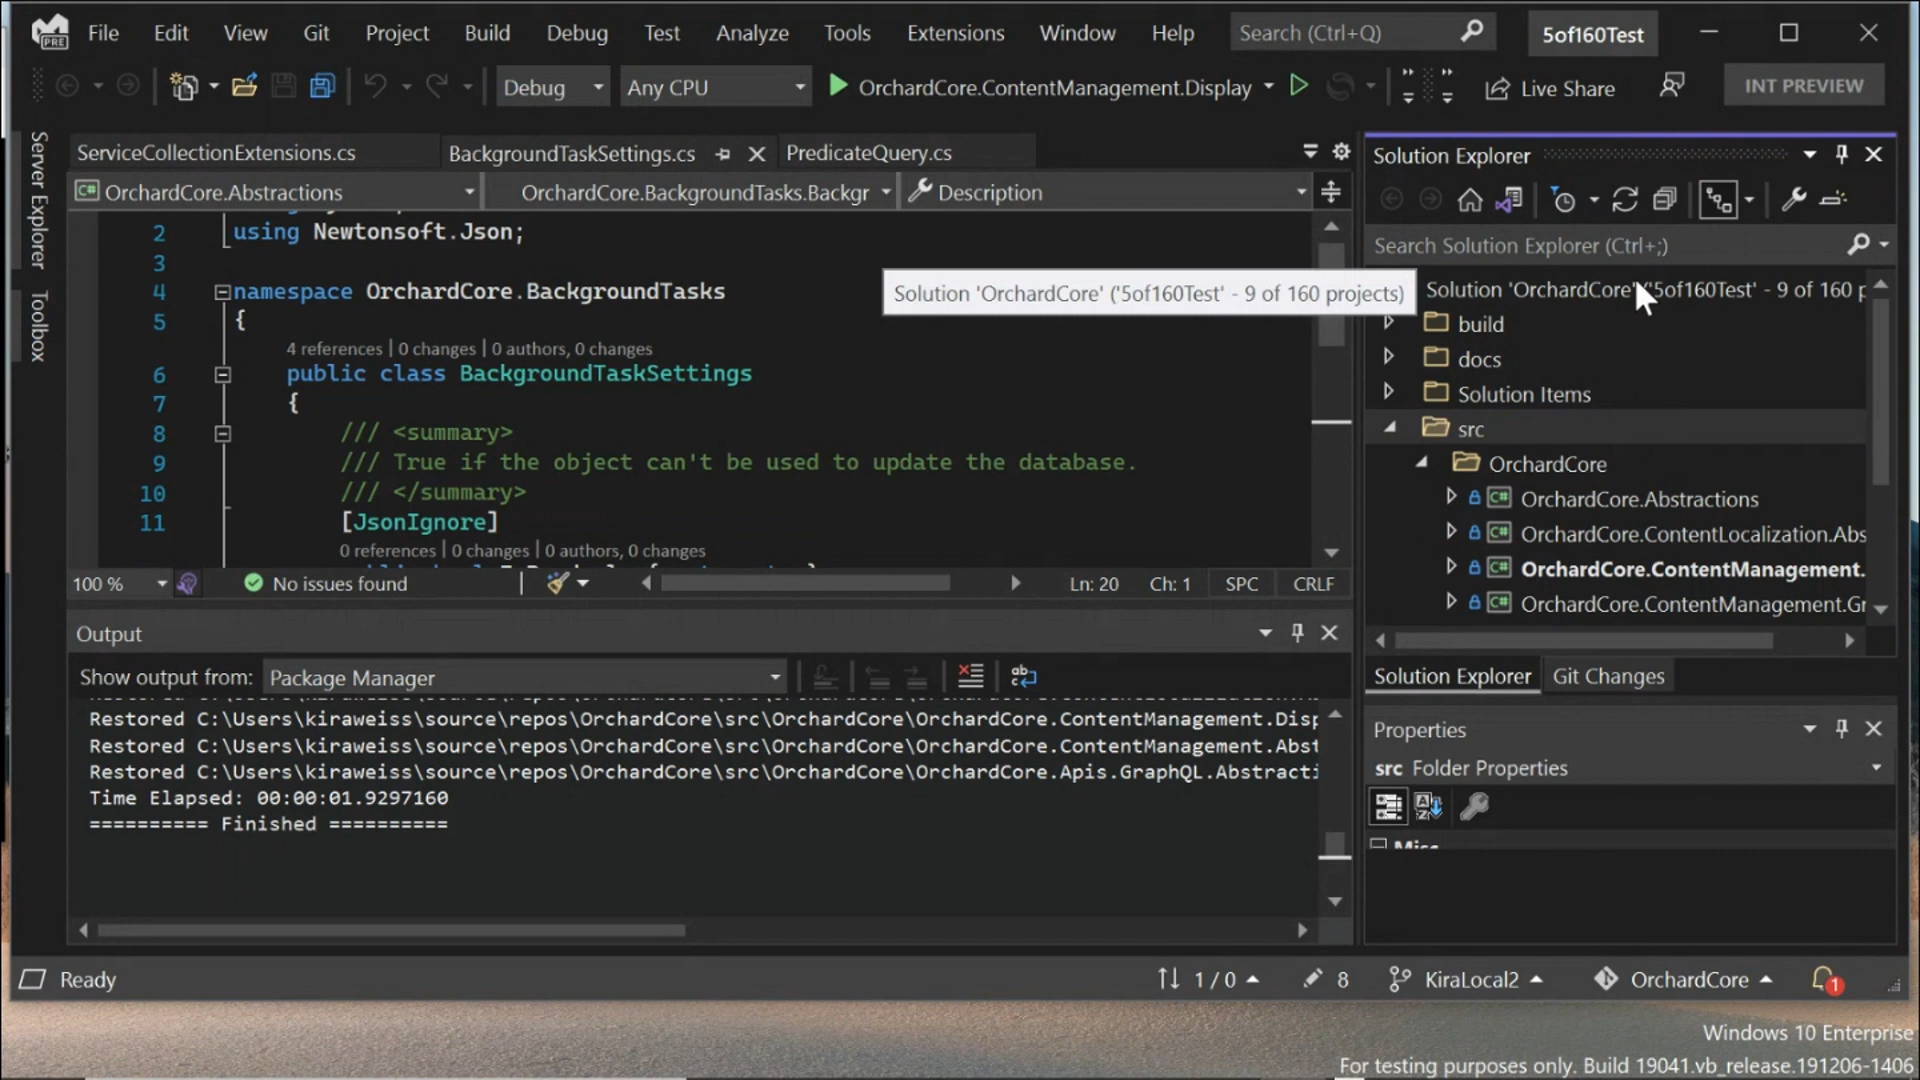 PRE File Edit View Git Project Build Debug Test Analyze Tools Extensions Window Help Search (Ctrl+Q) 5of160Test
Debug Any CPU OrchardCore.ContentManagement.Display Live Share INT PREVIEW
Server Explorer
Toolbox
ServiceCollectionExtensions.cs BackgroundTaskSettings.cs PredicateQuery.cs
C# OrchardCore.Abstractions OrchardCore.BackgroundTasks.Backgr Description
2 using Newtonsoft.Json;
3
4 namespace OrchardCore.BackgroundTasks
5 {
4 references | 0 changes | 0 authors, 0 changes
6 public class BackgroundTaskSettings
7 {
8 /// <summary>
9 /// True if the object can't be used to update the database.
10 /// </summary>
11 [JsonIgnore]
0 references | 0 changes | 0 authors, 0 changes
100 % No issues found Ln: 20 Ch: 1 SPC CRLF
Solution 'OrchardCore' ('5of160Test' - 9 of 160 projects)
Output
Show output from: Package Manager
Restored C:\Users\kiraweiss\source\repos\OrchardCore\src\OrchardCore\OrchardCore.ContentManagement.Disp
Restored C:\Users\kiraweiss\source\repos\OrchardCore\src\OrchardCore\OrchardCore.ContentManagement.Abst
Restored C:\Users\kiraweiss\source\repos\OrchardCore\src\OrchardCore\OrchardCore.Apis.GraphQL.Abstracti
Time Elapsed: 00:00:01.9297160
========== Finished ==========
Solution Explorer
Search Solution Explorer (Ctrl+;)
Solution 'OrchardCore' '5of160Test' - 9 of 160 p
build
docs
Solution Items
src
OrchardCore
C# OrchardCore.Abstractions
C# OrchardCore.ContentLocalization.Abs
C# OrchardCore.ContentManagement.
C# OrchardCore.ContentManagement.Gr
Solution Explorer Git Changes
Properties
src Folder Properties
Misc
Ready 1 / 0 8 KiraLocal2 OrchardCore 1
Windows 10 Enterprise
For testing purposes only. Build 19041.vb_release.191206-1406